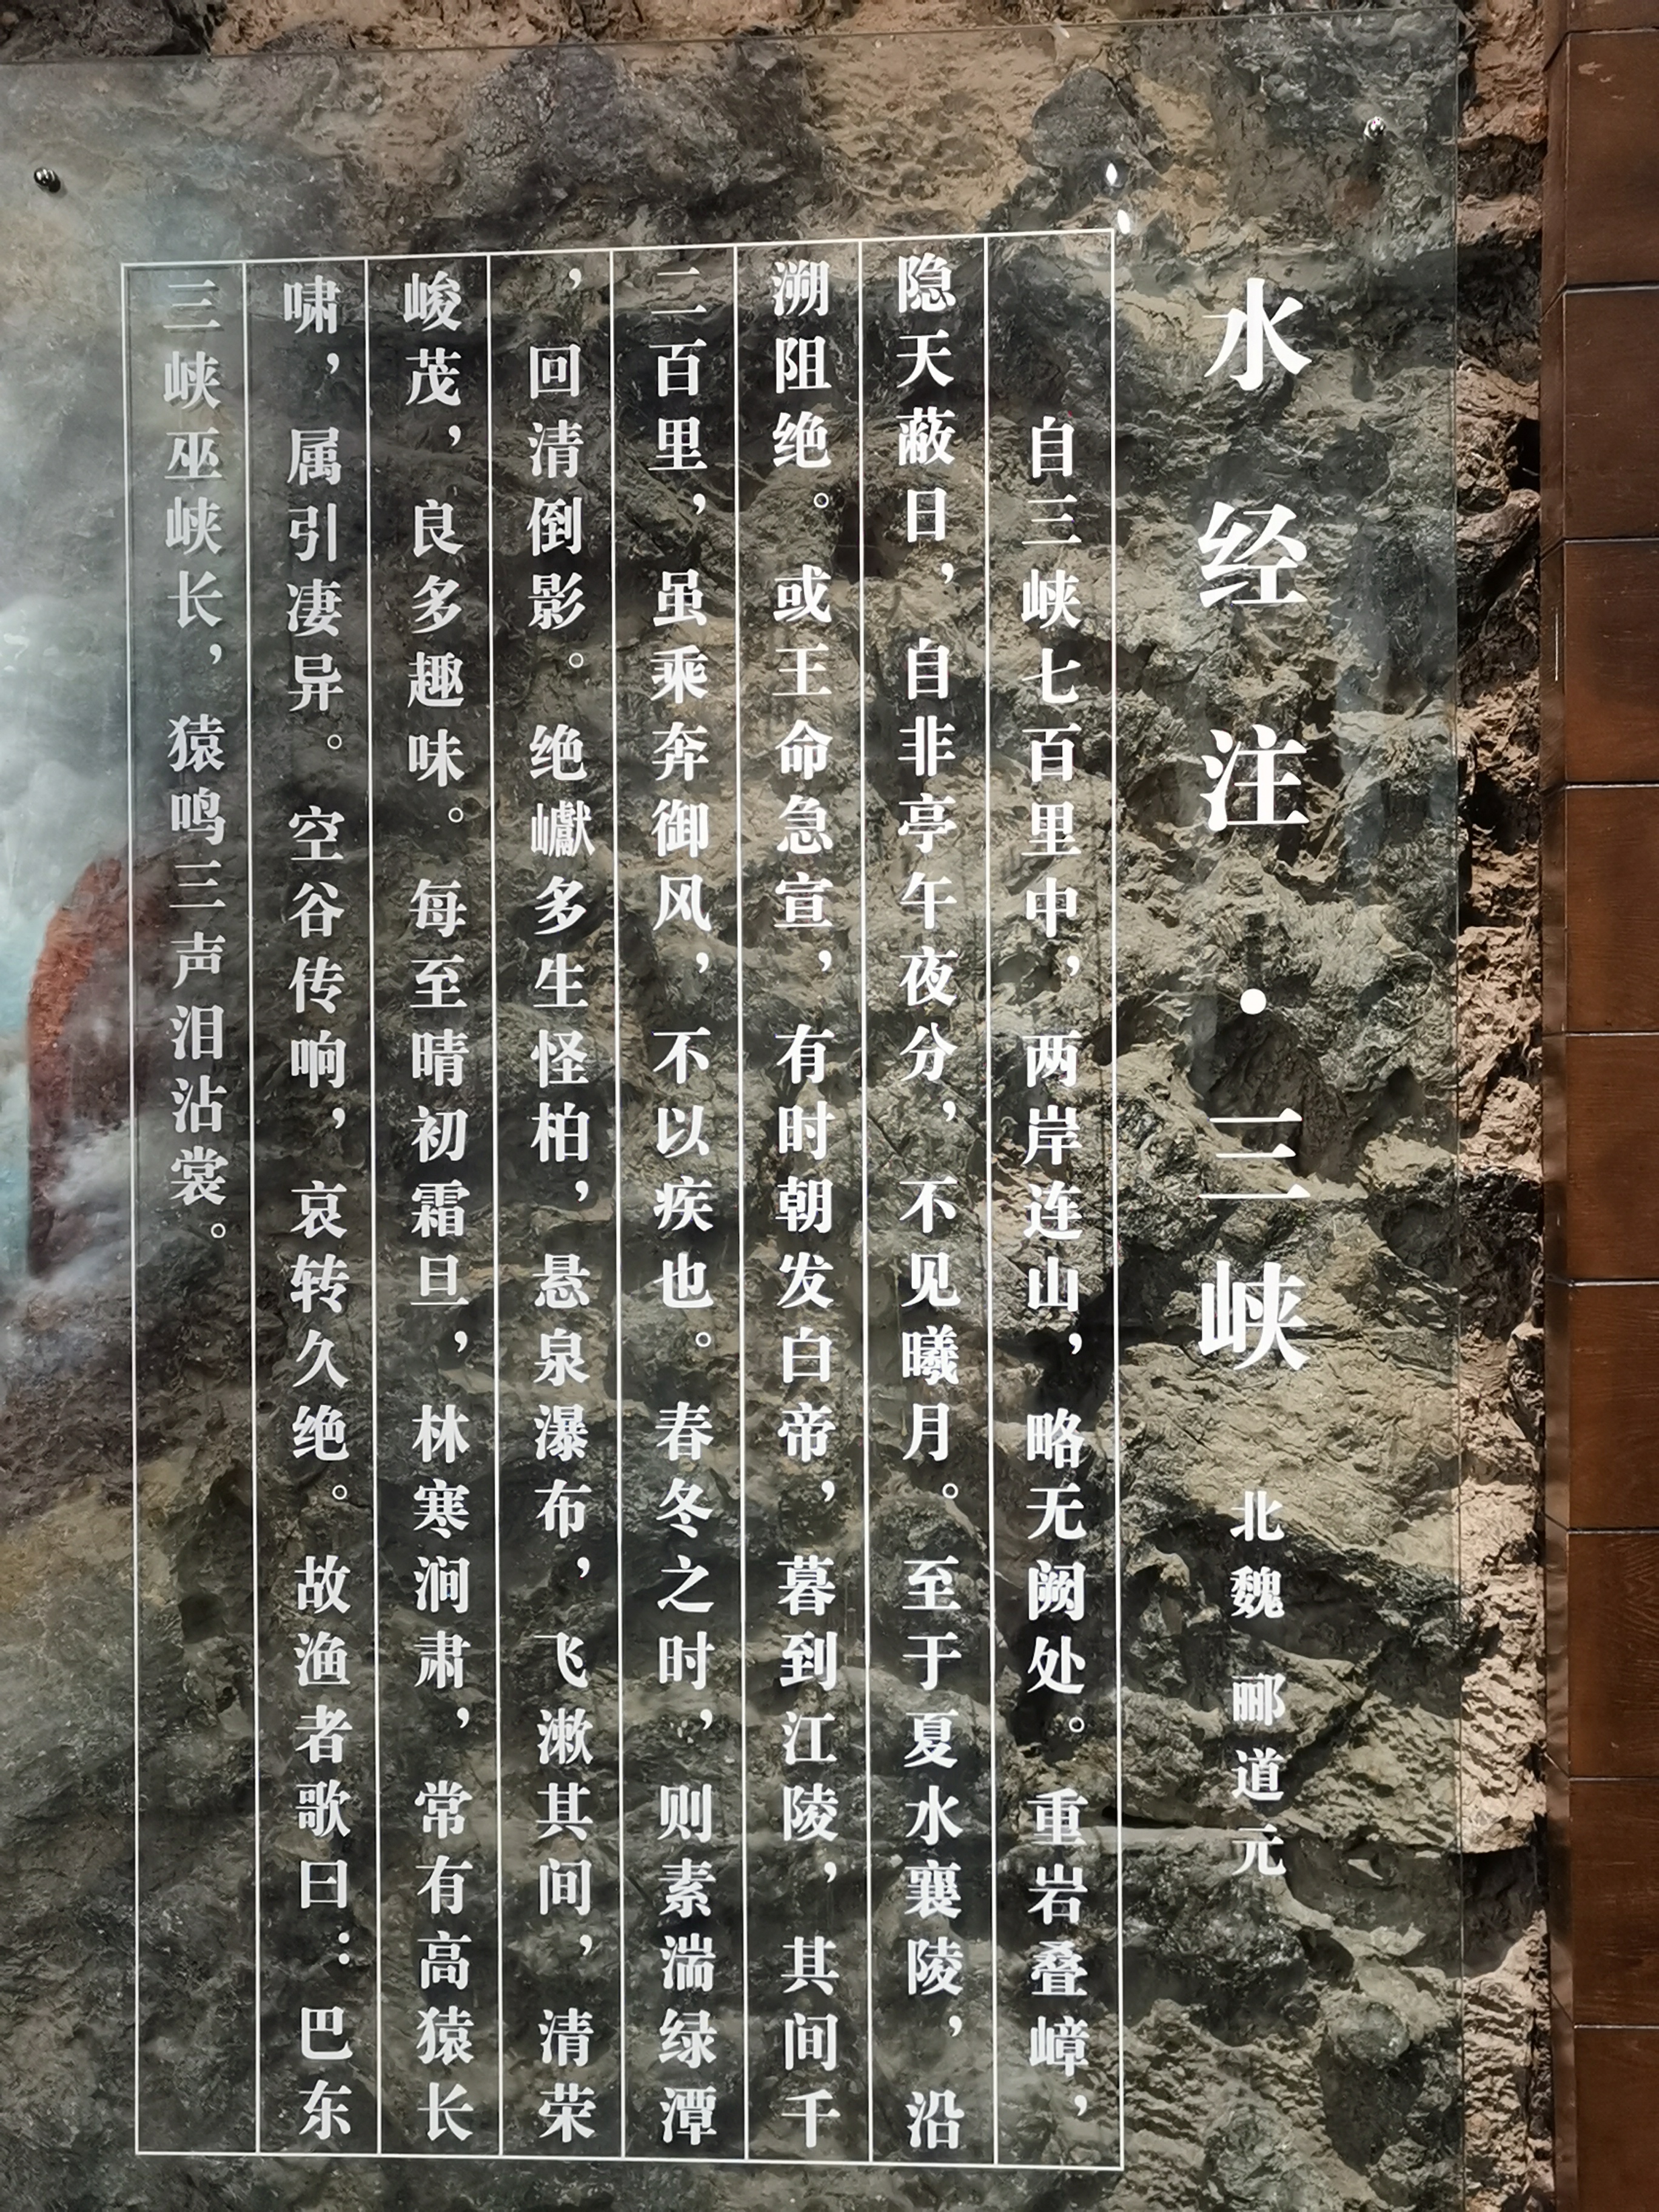 水经注·三峡 北魏 郦道元
自三峡七百里中，两岸连山，略无阙处。重岩叠嶂，
隐天蔽日，自非亭午夜分，不见曦月。至于夏水襄陵，沿
溯阻绝。或王命急宣，有时朝发白帝，暮到江陵，其间千
二百里，虽乘奔御风，不以疾也。春冬之时，则素湍绿潭
，回清倒影。绝巘多生怪柏，悬泉瀑布，飞漱其间，清荣
峻茂，良多趣味。每至晴初霜旦，林寒涧肃，常有高猿长
啸，属引凄异。空谷传响，哀转久绝。故渔者歌曰：巴东
三峡巫峡长，猿鸣三声泪沾裳。